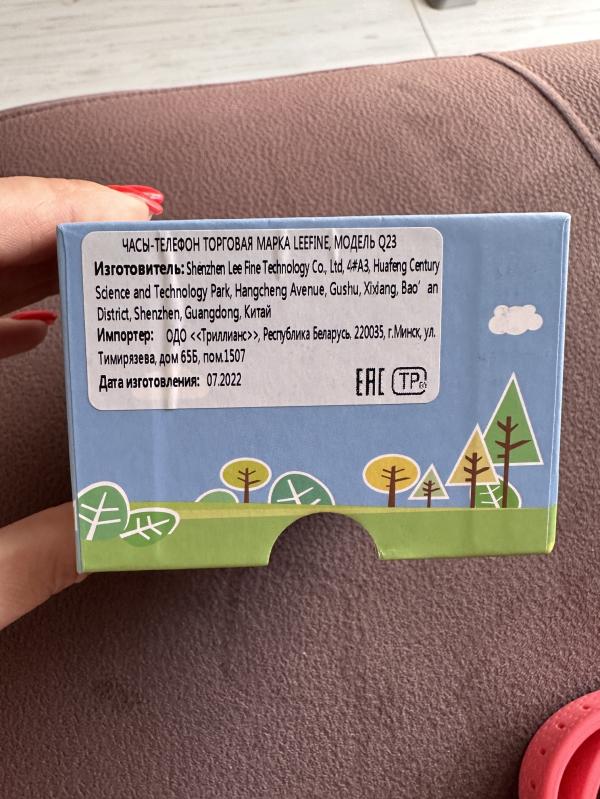 ЧАСЫ-ТЕЛЕФОН ТОРГОВАЯ МАРКА LEEFINE, МОДЕЛЬ Q23
Изготовитель: Shenzhen Lee Fine Technology Co., Ltd, 4#A3, Huafeng Century
Science and Technology Park, Hangcheng Avenue, Gushu, Xixiang, Bao’an
District, Shenzhen, Guangdong, Китай
Импортер: ОДО <<Триллианс>>, Республика Беларусь. 220035, г.Минск, ул.
Тимирязева, дом 65Б, пом.1507
Дата изготовления: 07.2022 EAC TP